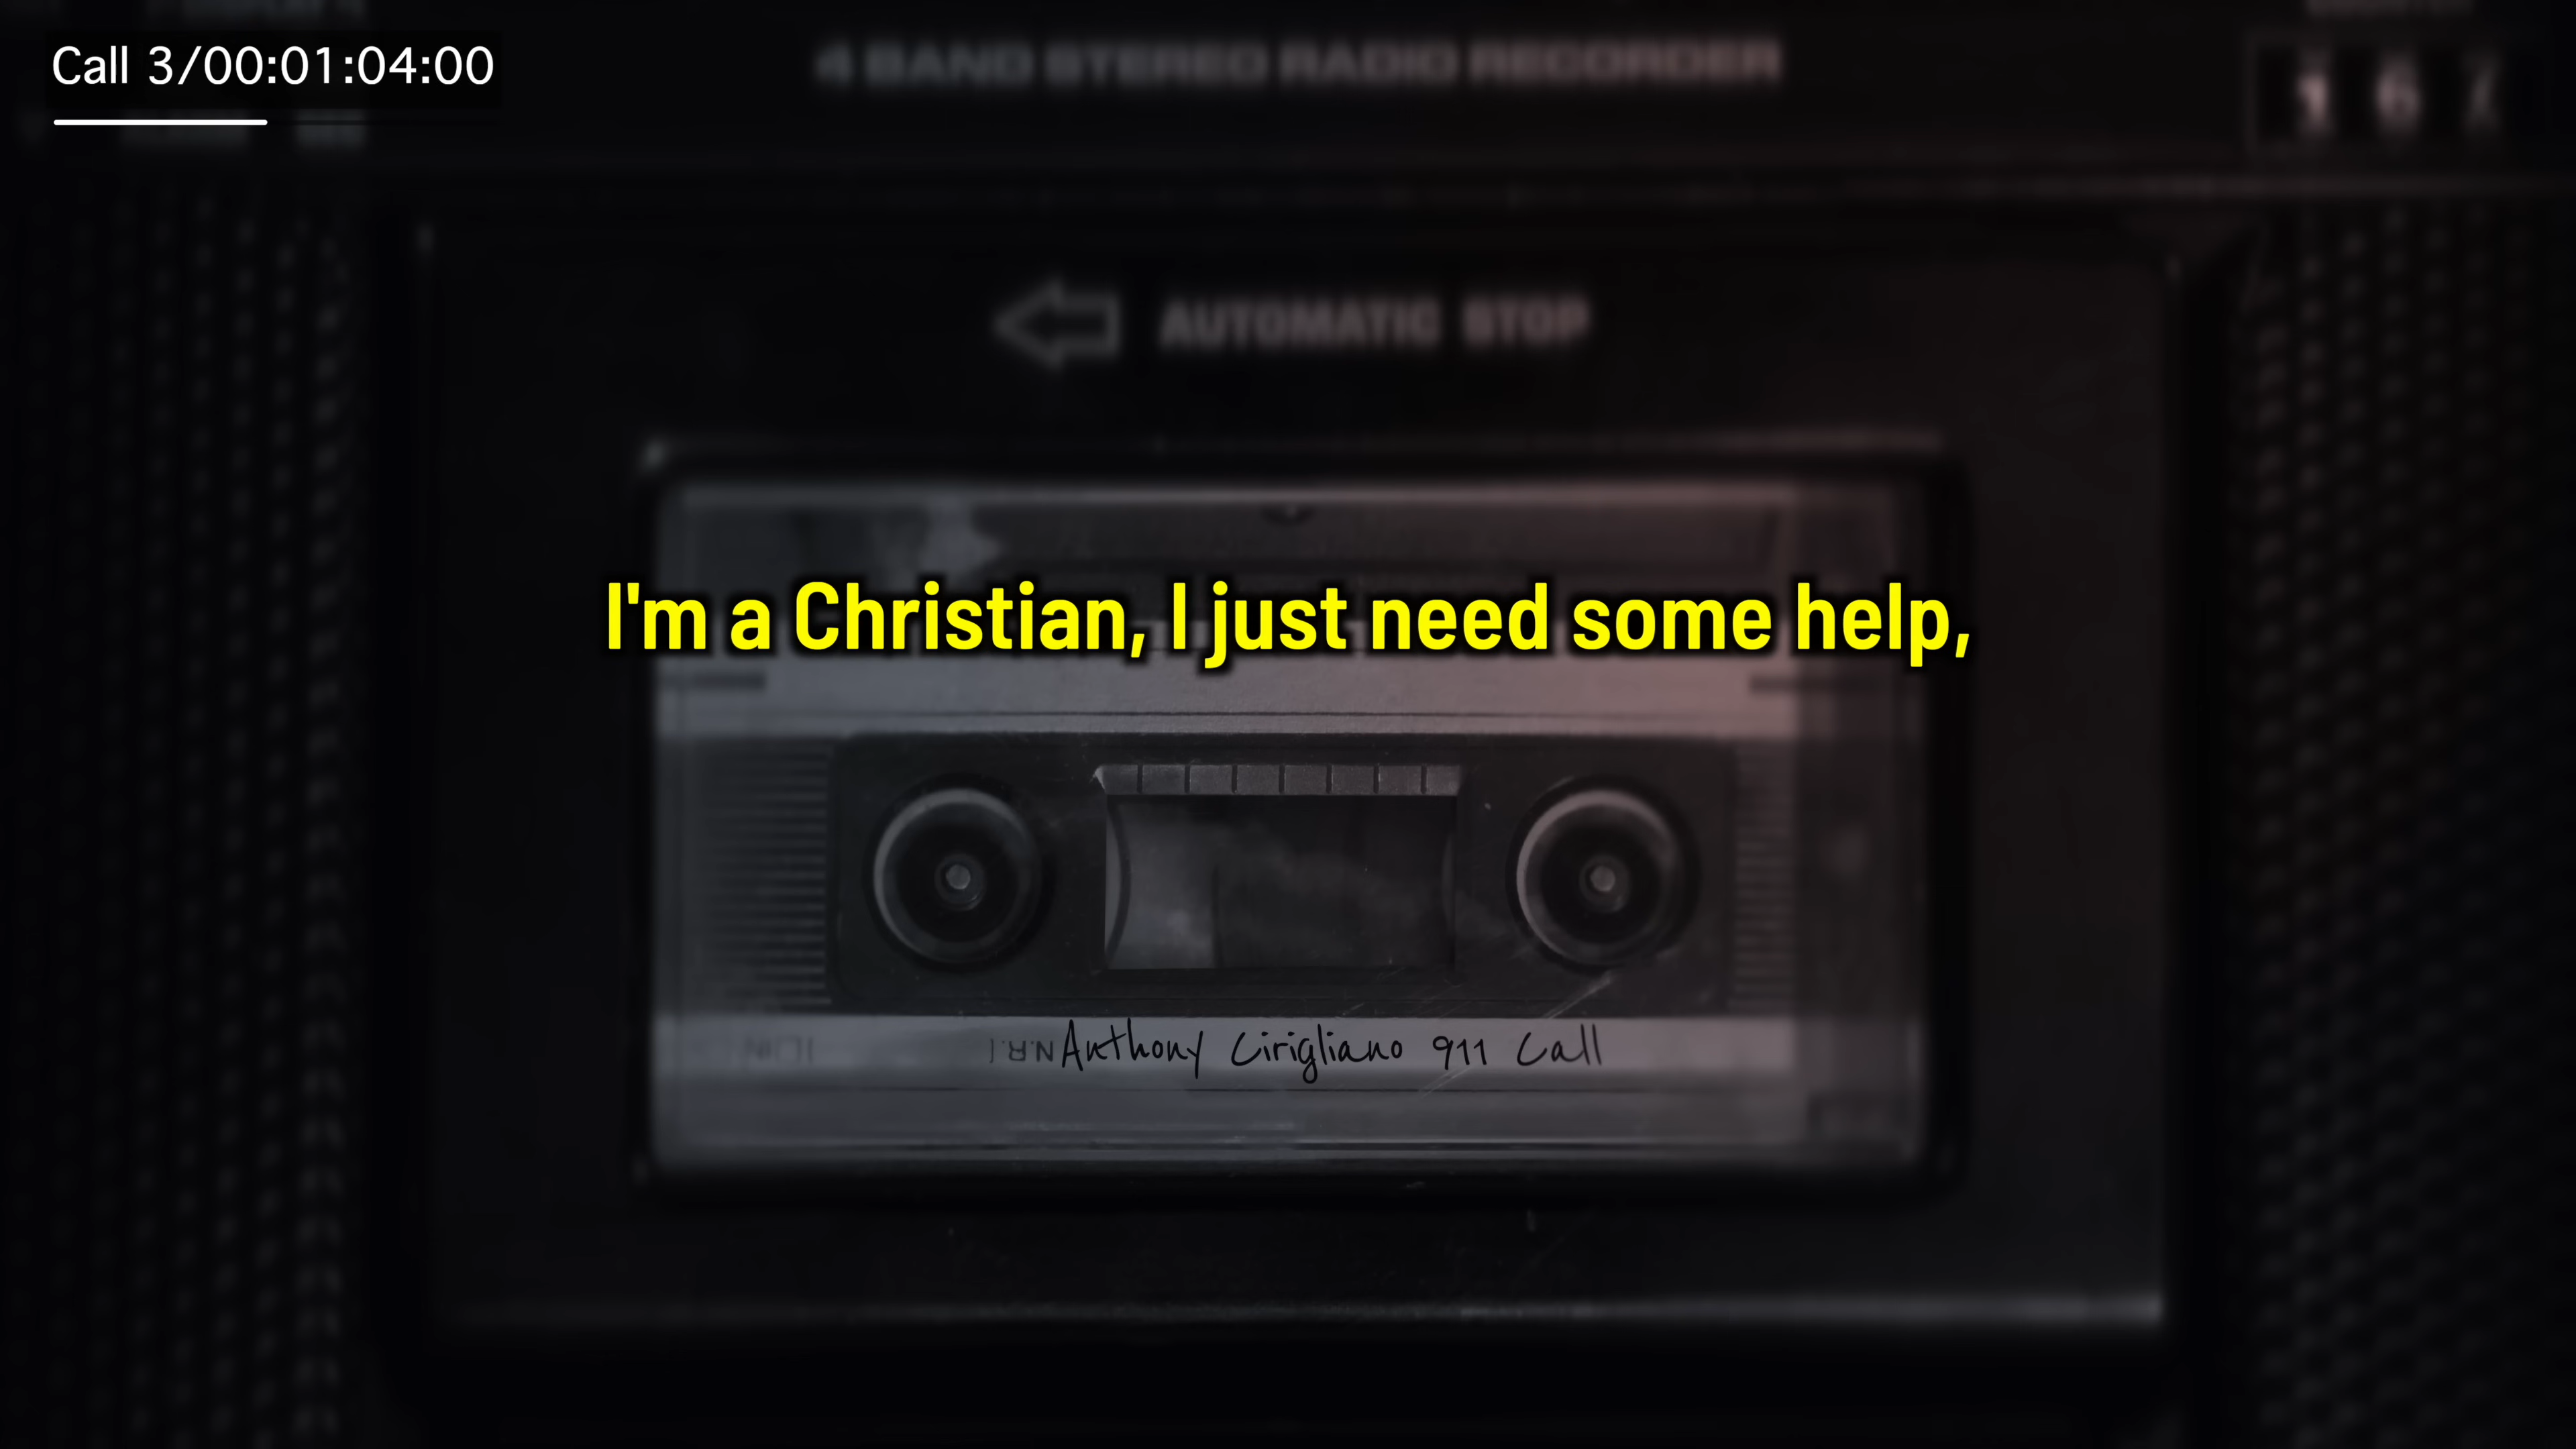 Call 3/00:01:04:00
4 BAND STEREO RADIO RECORDER
AUTOMATIC STOP
I'm a Christian, I just need some help,
Anthony Cirigliano 911 Call